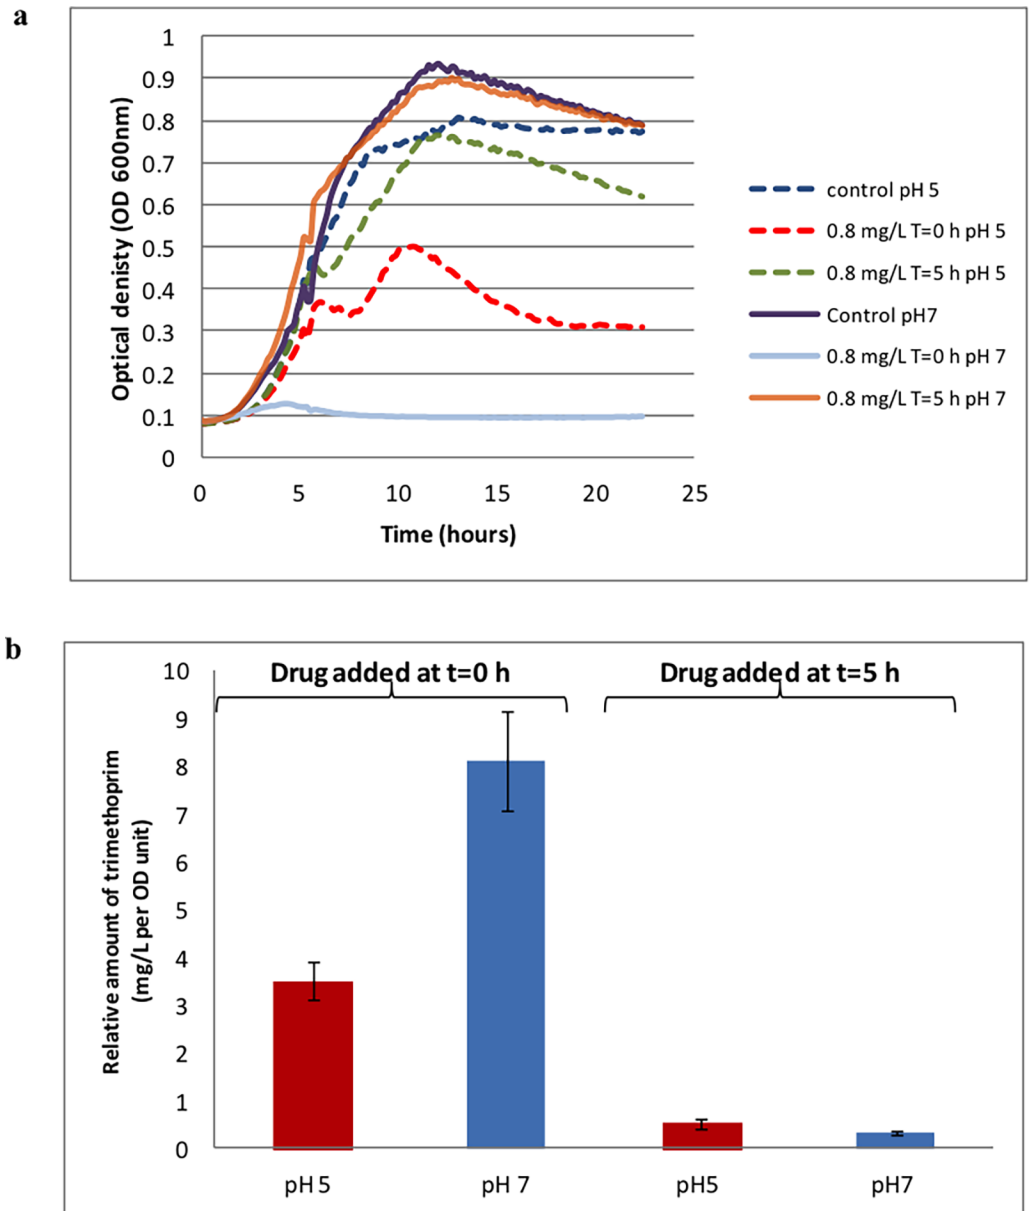 a
1
0.9
0.8
0.7
0.6
0.5
0.4
0.3
0.2
0.1
0
Optical denisty (OD 600nm)
0 5 10 15 20 25
Time (hours)
control pH 5
0.8 mg/L T=0 h pH 5
0.8 mg/L T=5 h pH 5
Control pH7
0.8 mg/L T=0 h pH 7
0.8 mg/L T=5 h pH 7
b
Drug added at t=0 h
Drug added at t=5 h
10
9
8
7
6
5
4
3
2
1
0
Relative amount of trimethoprim
(mg/L per OD unit)
pH 5 pH 7 pH5 pH7